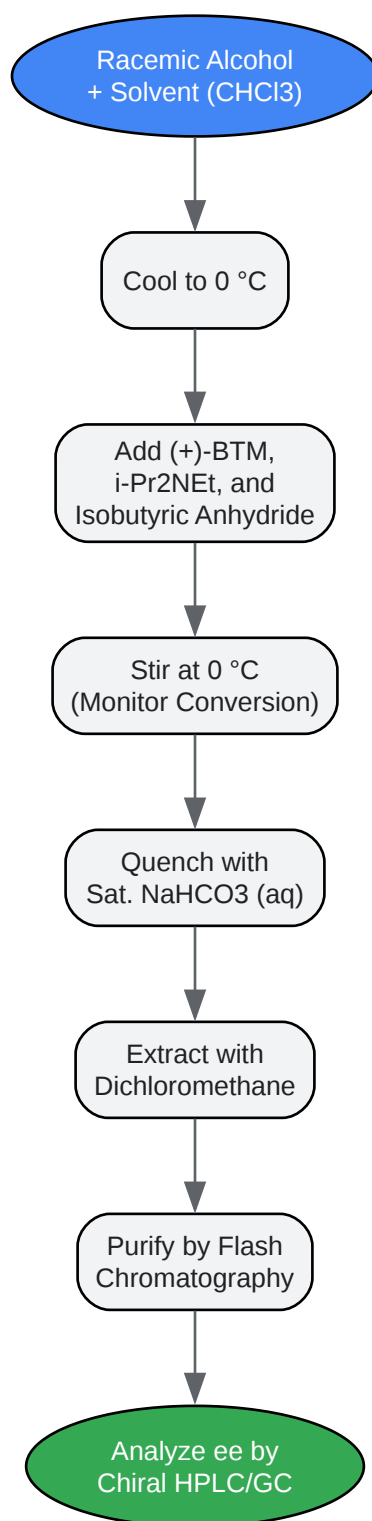 Racemic Alcohol
+ Solvent (CHCl3)
Cool to 0 °C
Add (+)-BTM,
i-Pr2NEt, and
Isobutyric Anhydride
Stir at 0 °C
(Monitor Conversion)
Quench with
Sat. NaHCO3 (aq)
Extract with
Dichloromethane
Purify by Flash
Chromatography
Analyze ee by
Chiral HPLC/GC